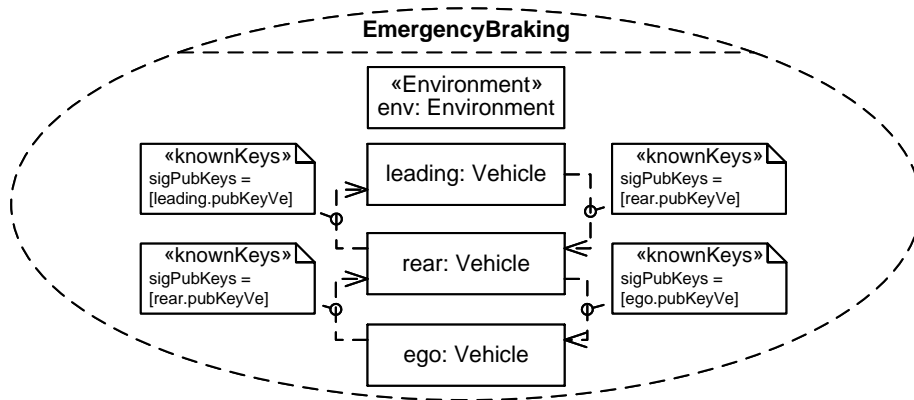 EmergencyBraking
«Environment»
env: Environment
«knownKeys»
sigPubKeys =
[leading.pubKeyVe]
leading: Vehicle
«knownKeys»
sigPubKeys =
[rear.pubKeyVe]
«knownKeys»
sigPubKeys =
[rear.pubKeyVe]
rear: Vehicle
«knownKeys»
sigPubKeys =
[ego.pubKeyVe]
ego: Vehicle